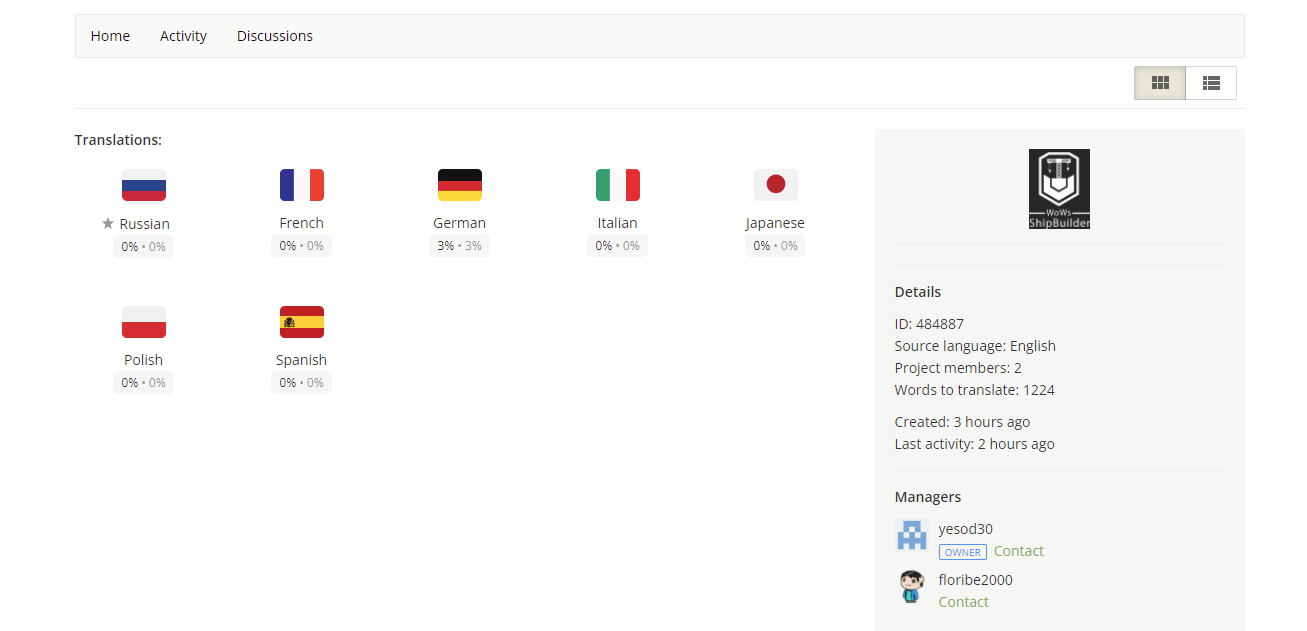 Home Activity Discussions
Translations:
Russian French German Italian Japanese
0% • 0% 0% • 0% 3% • 3% 0% • 0% 0% • 0%
Polish Spanish
0% • 0% 0% • 0%
WoWs
ShipBuilder
Details
ID: 484887
Source language: English
Project members: 2
Words to translate: 1224
Created: 3 hours ago
Last activity: 2 hours ago
Managers
yesod30
OWNER Contact
floribe2000
Contact